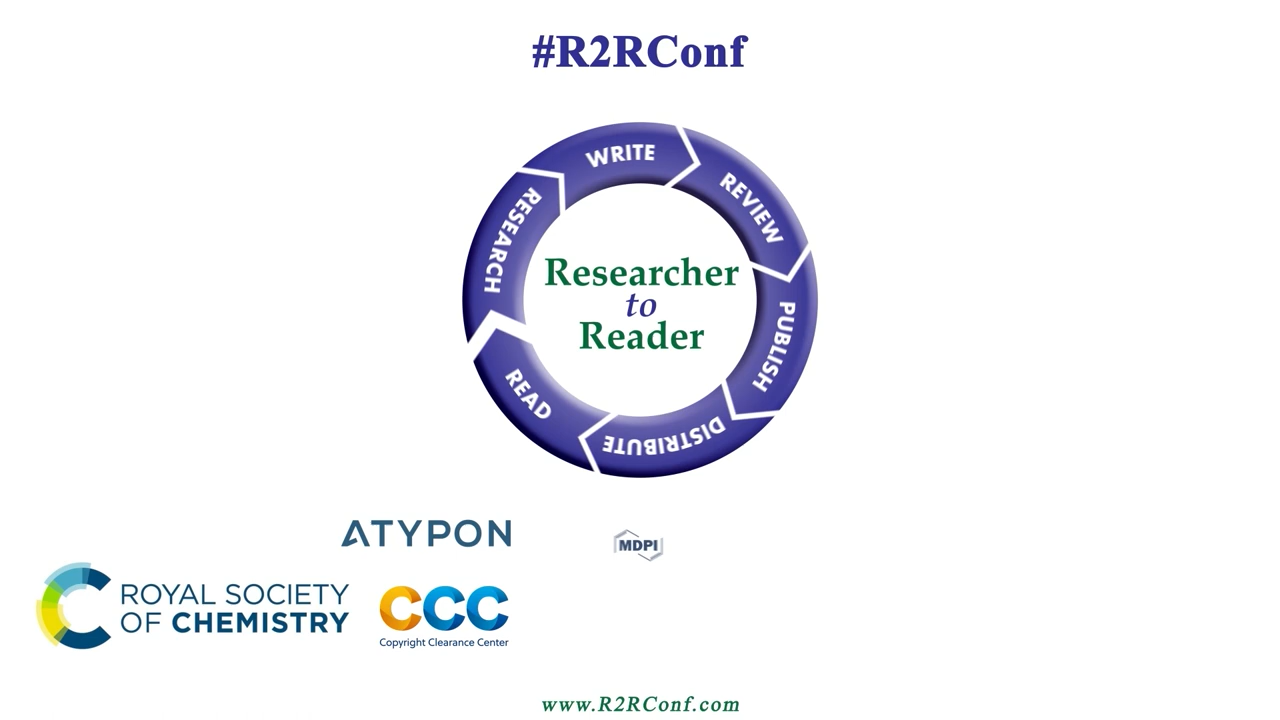 #R2RConf
WRITE
REVIEW
PUBLISH
DISTRIBUTE
READ
RESEARCH
Researcher
to
Reader
ATYPON
MDPI
ROYAL SOCIETY
OF CHEMISTRY
CCC
Copyright Clearance Center
www.R2RConf.com